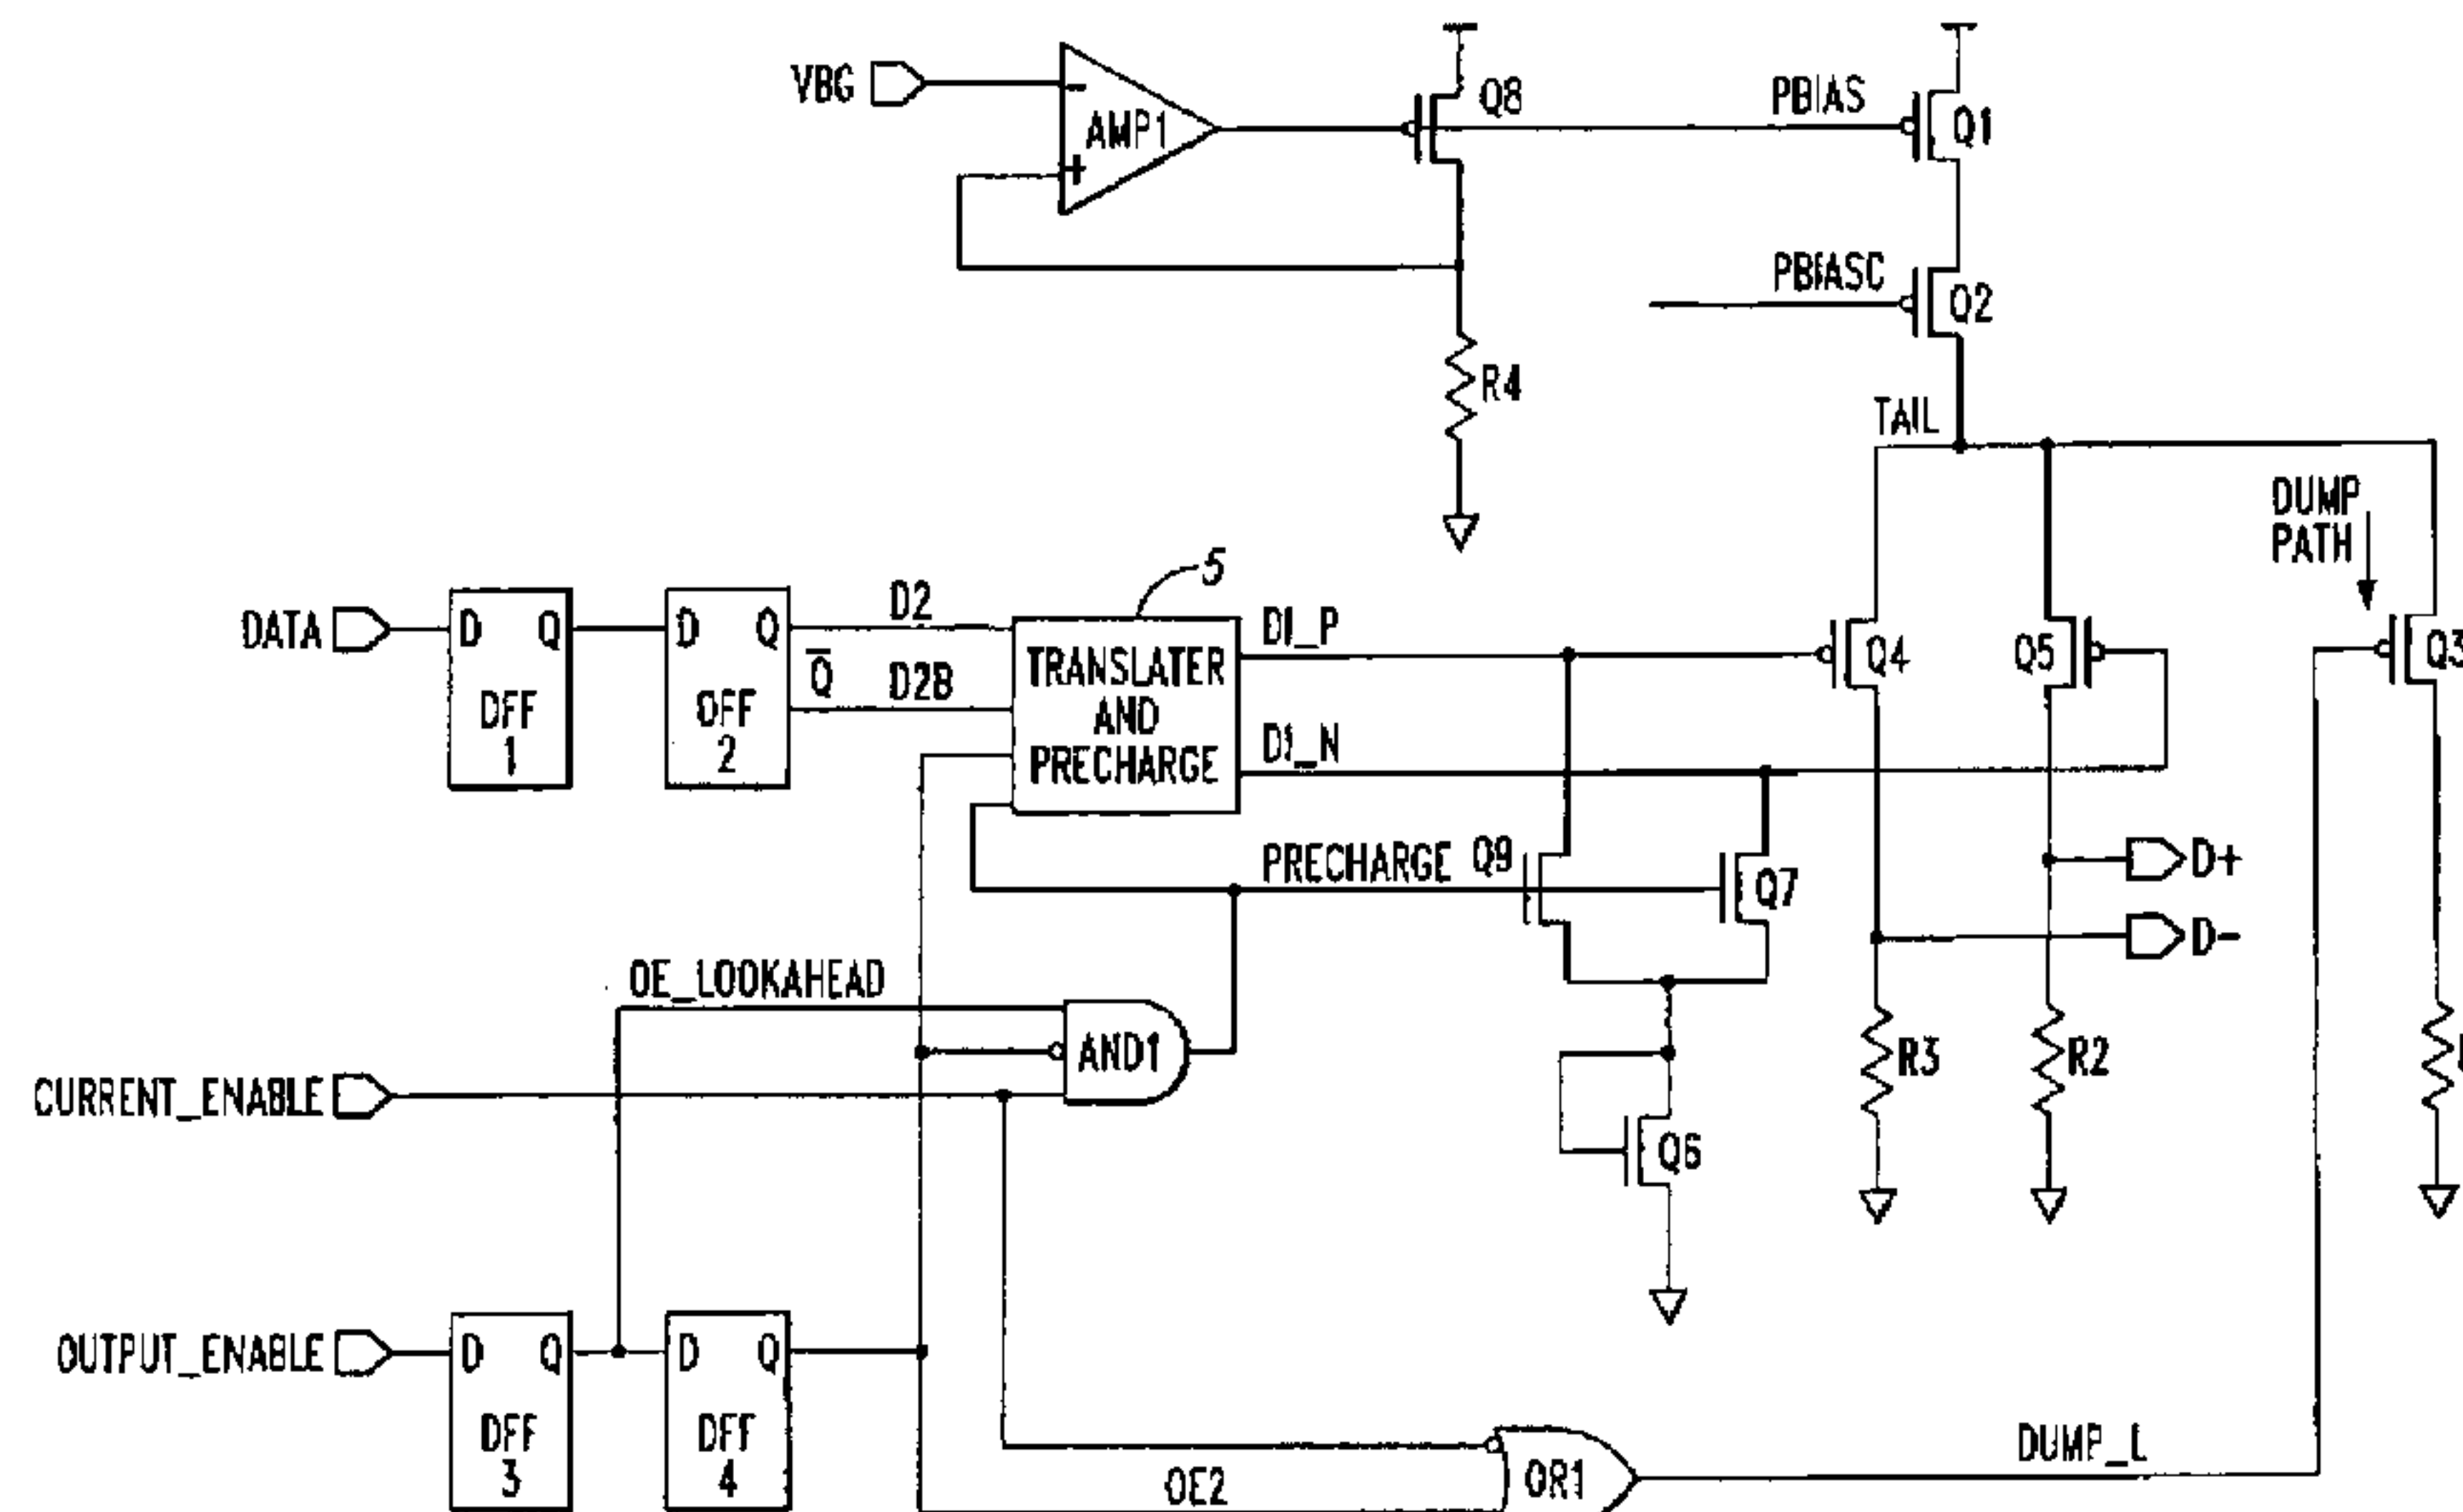 VBG
-
AMP1
+
Q8
PBIAS
Q1
PBIASC
Q2
R4
TAIL
DUMP
PATH
5
DATA
D Q
DFF
1
D Q
Q̅
DFF
2
D2
D2B
TRANSLATER
AND
PRECHARGE
DI_P
DI_N
Q4
Q5
Q3
PRECHARGE
Q9
Q7
D+
D-
OE_LOOKAHEAD
AND1
CURRENT_ENABLE
R3
R2
Q6
OUTPUT_ENABLE
D Q
DFF
3
D Q
DFF
4
OE2
OR1
DUMP_L